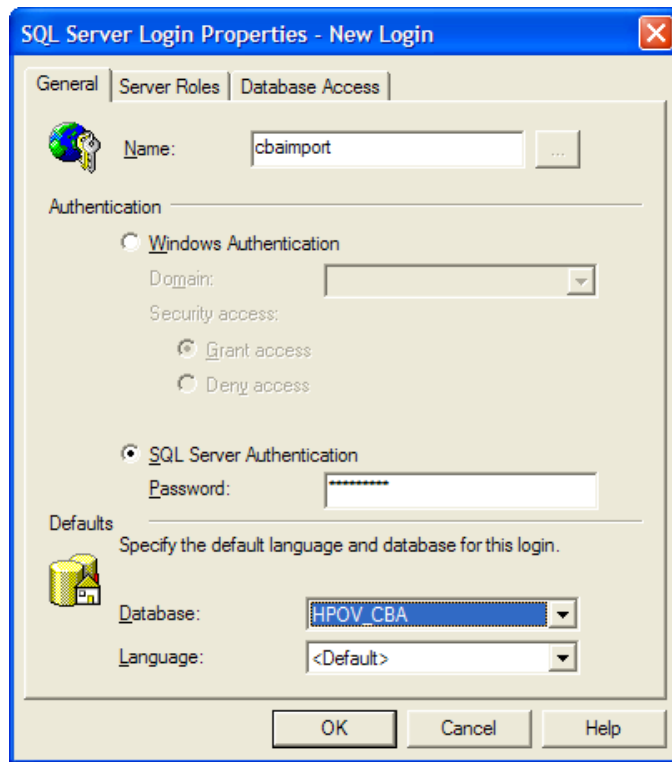 SQL Server Login Properties - New Login
General Server Roles Database Access
Name: cbaimport ...
Authentication
Windows Authentication
Domain:
Security access:
Grant access
Deny access
SQL Server Authentication
Password: *********
Defaults
Specify the default language and database for this login.
Database: HPOV_CBA
Language: <Default>
OK Cancel Help